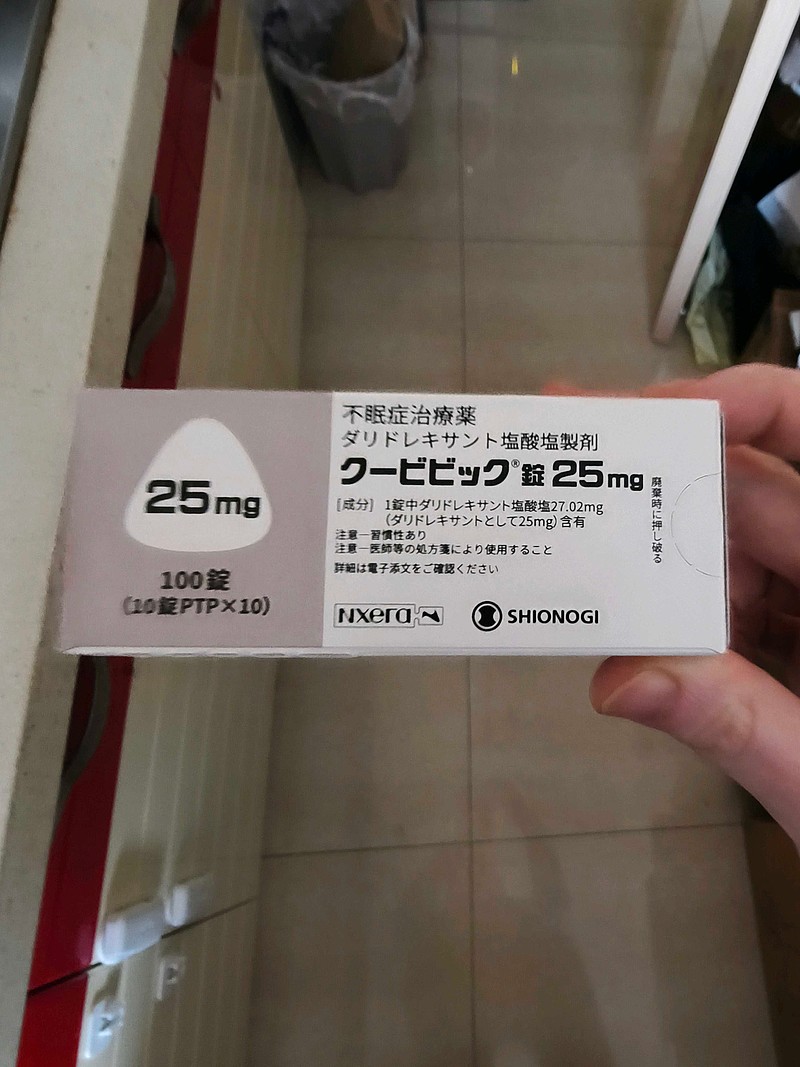 25mg
100錠
(10錠PTP×10)
不眠症治療薬
ダリドレキサント塩酸塩製剤
クービビック®錠 25mg
[成分] 1錠中ダリドレキサント塩酸塩27.02mg
(ダリドレキサントとして25mg) 含有
注意—習慣性あり
注意—医師等の処方箋により使用すること
詳細は電子添文をご確認ください
廃棄時に押し破る
nxera
SHIONOGI